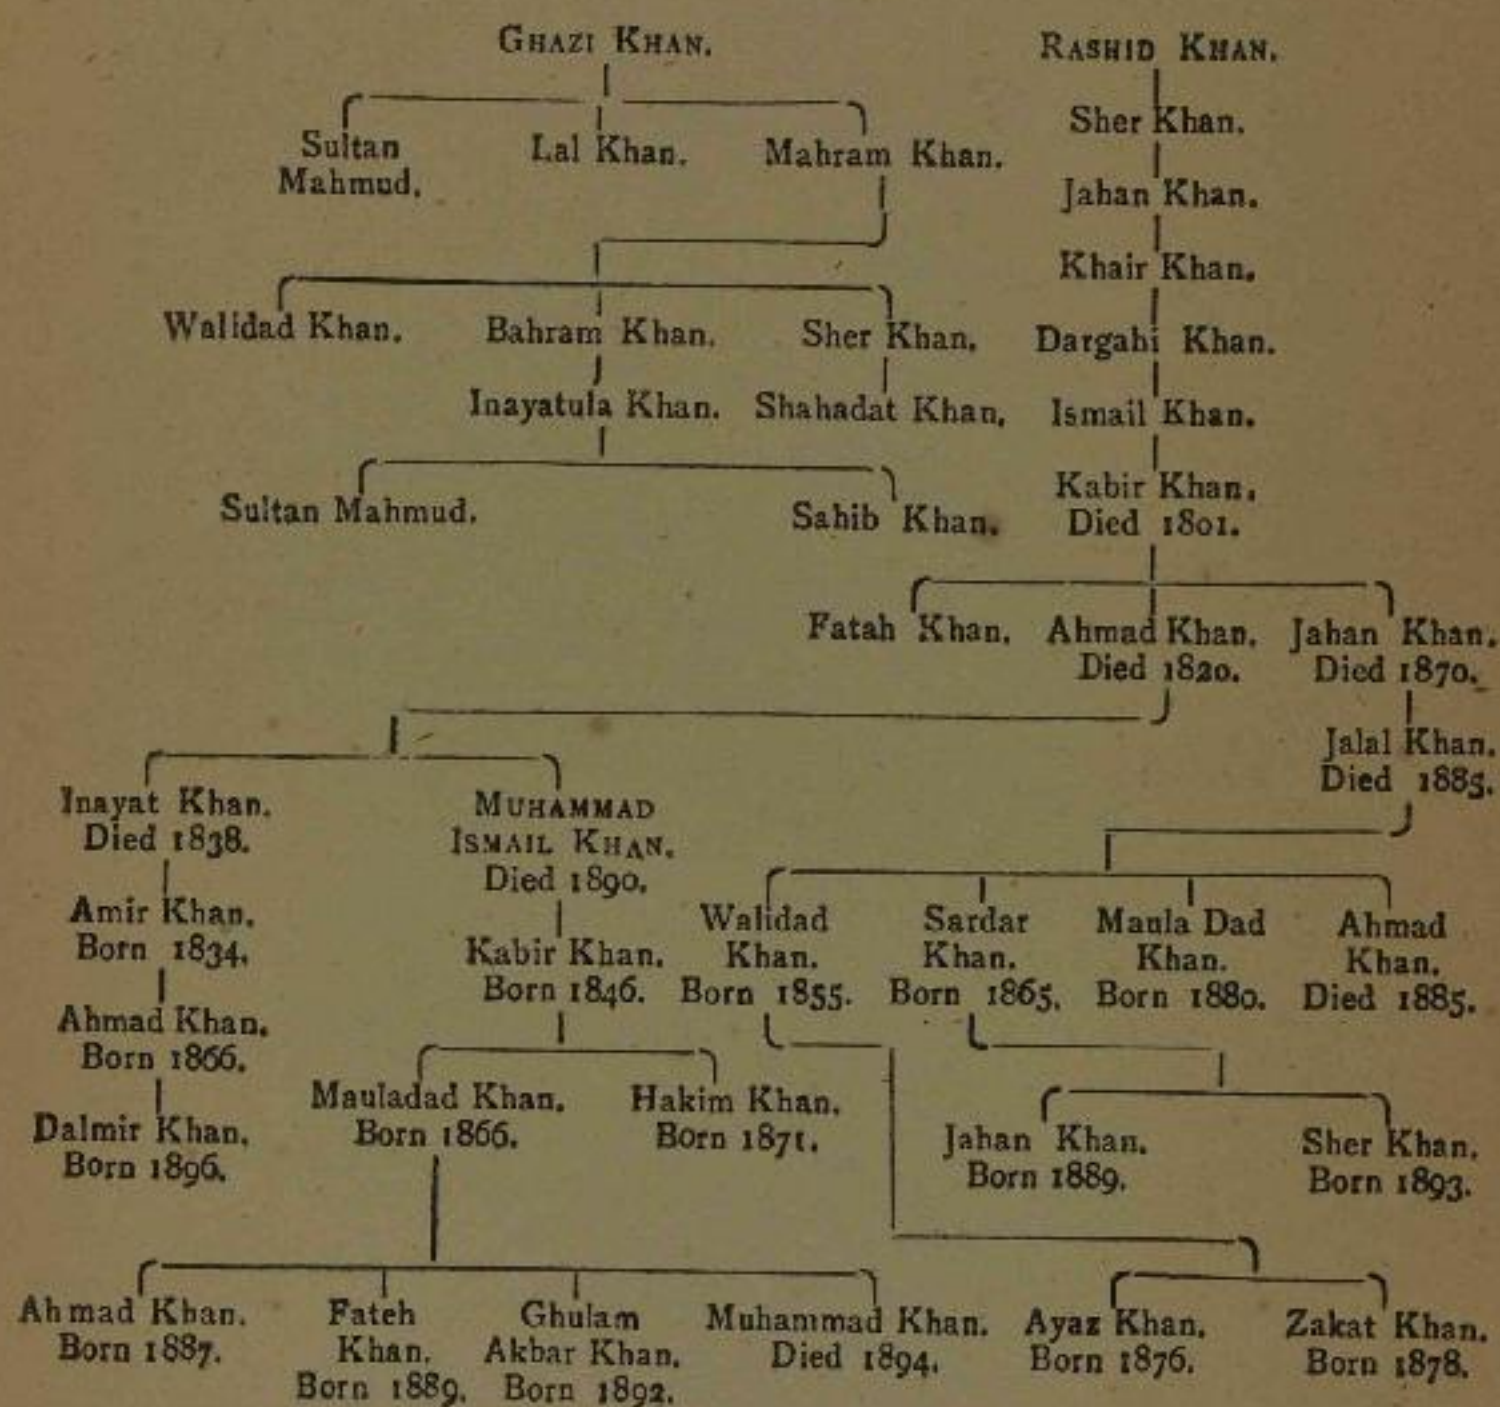 GHAZI KHAN. RASHID KHAN.
Sher Khan.
Sultan Lal Khan. Mahram Khan.
Mahmud.
Jahan Khan.
Khair Khan.
Walidad Khan. Bahram Khan. Sher Khan. Dargahi Khan.
Inayatula Khan. Shahadat Khan. Ismail Khan.
Kabir Khan.
Sultan Mahmud. Sahib Khan. Died 1801.
Fatah Khan. Ahmad Khan. Jahan Khan.
Died 1820. Died 1870.
Jalal Khan.
Died 1885.
Inayat Khan. MUHAMMAD
Died 1838. ISMAIL KHAN.
Died 1890.
Amir Khan. Walidad Sardar Maula Dad Ahmad
Born 1834. Kabir Khan. Khan. Khan. Khan. Khan.
Born 1846. Born 1855. Born 1865. Born 1880. Died 1885.
Ahmad Khan.
Born 1866.
Mauladad Khan. Hakim Khan.
Dalmir Khan. Born 1866. Born 1871. Jahan Khan. Sher Khan.
Born 1896. Born 1889. Born 1893.
Ahmad Khan. Fateh Ghulam Muhammad Khan. Ayaz Khan. Zakat Khan.
Born 1887. Khan. Akbar Khan. Died 1894. Born 1876. Born 1878.
Born 1889. Born 1892.